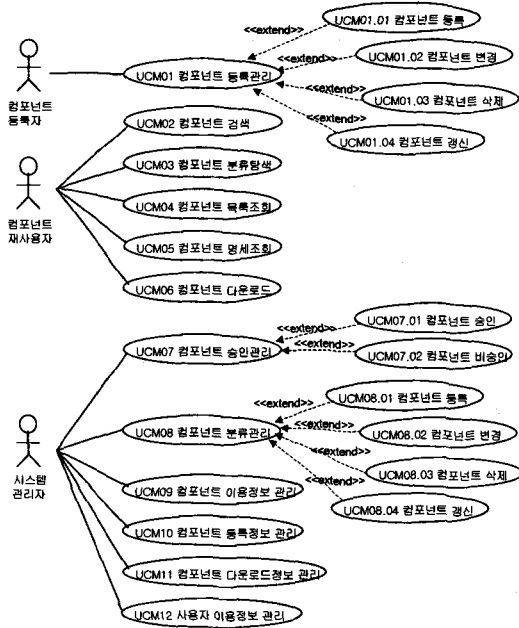 <<extend>>
UCM01.01 컴포넌트 등록
UCM01.02 컴포넌트 변경
<<extend>>
UCM01 컴포넌트 등록관리
<<extend>>
UCM01.03 컴포넌트 삭제
<<extend>>
UCM01.04 컴포넌트 갱신
컴포넌트
등록자
UCM02 컴포넌트 검색
UCM03 컴포넌트 분류탐색
UCM04 컴포넌트 목록조회
컴포넌트
재사용자
UCM05 컴포넌트 명세조회
UCM06 컴포넌트 다운로드
UCM07.01 컴포넌트 승인
<<extend>>
UCM07 컴포넌트 승인관리
<<extend>>
UCM07.02 컴포넌트 비승인
UCM08.01 컴포넌트 등록
<<extend>>
<<extend>>
UCM08 컴포넌트 분류관리
UCM08.02 컴포넌트 변경
<<extend>>
UCM08.03 컴포넌트 삭제
시스템
관리자
<<extend>>
UCM09 컴포넌트 이용정보 관리
UCM08.04 컴포넌트 갱신
UCM10 컴포넌트 등록정보 관리
UCM11 컴포넌트 다운로드정보 관리
UCM12 사용자 이용정보 관리